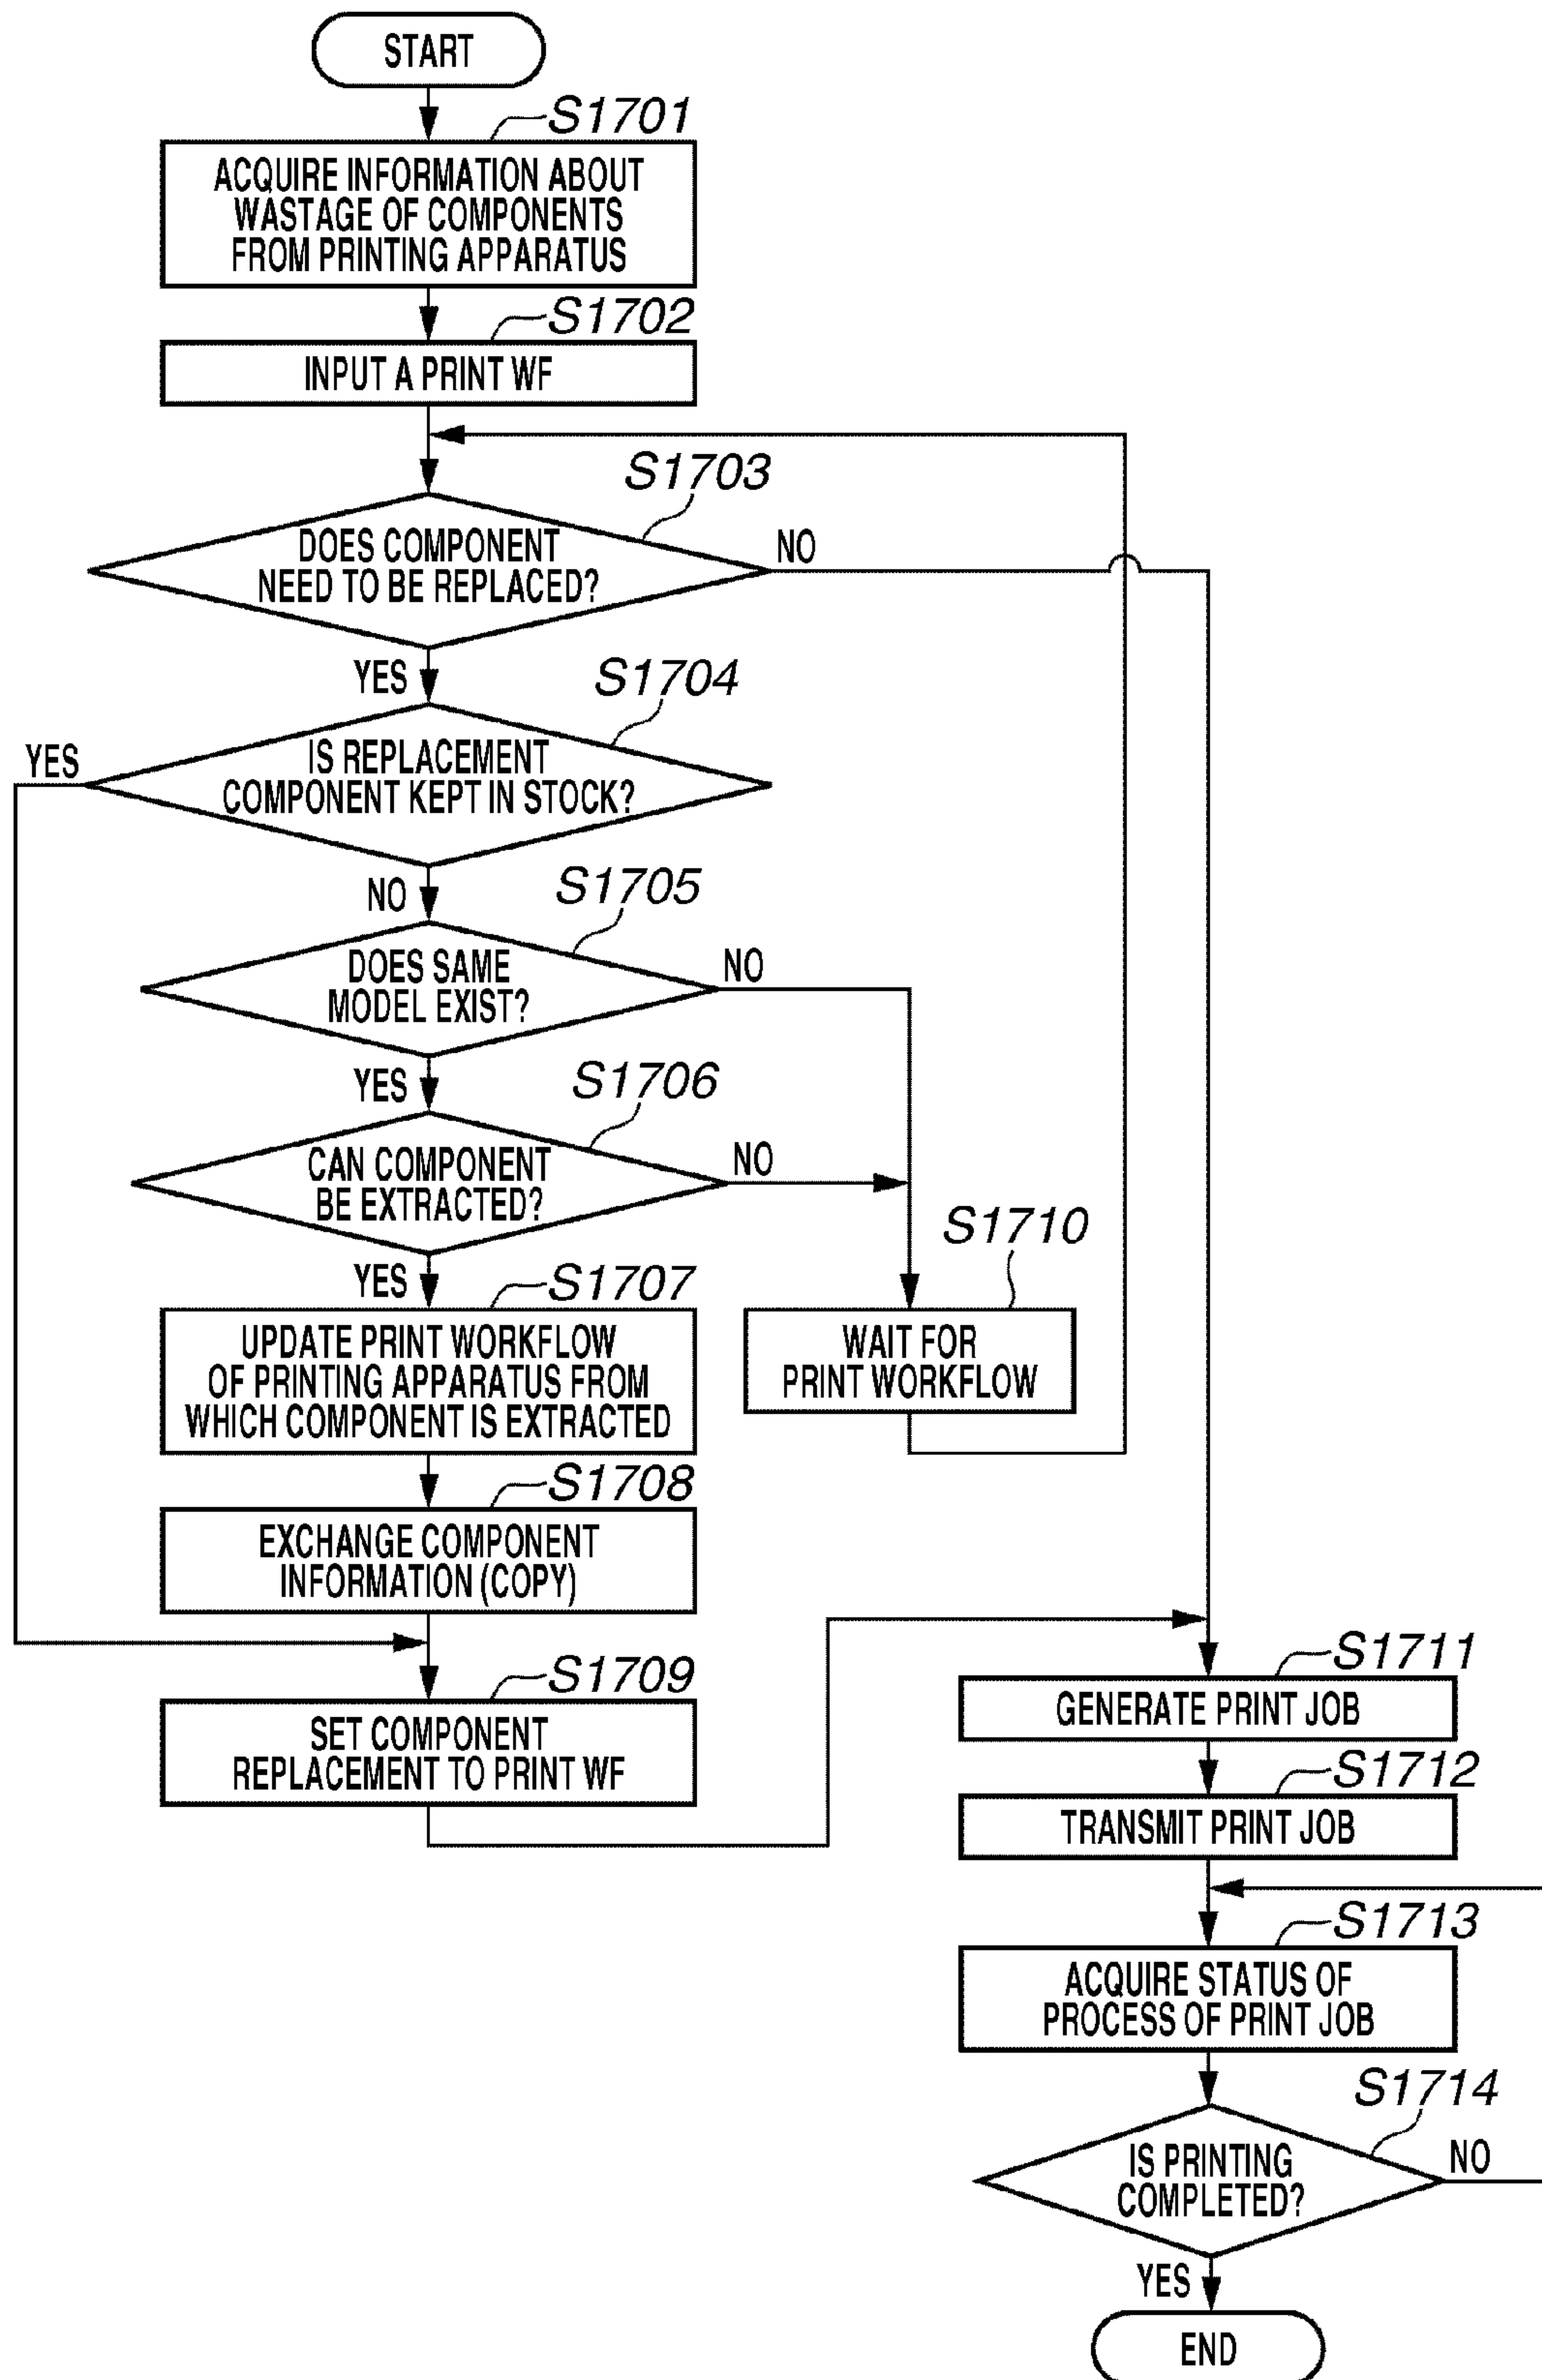 START
S1701
ACQUIRE INFORMATION ABOUT
WASTAGE OF COMPONENTS
FROM PRINTING APPARATUS
S1702
INPUT A PRINT WF
S1703
DOES COMPONENT
NEED TO BE REPLACED?
NO
YES
S1704
IS REPLACEMENT
COMPONENT KEPT IN STOCK?
YES
NO
S1705
DOES SAME
MODEL EXIST?
NO
YES
S1706
CAN COMPONENT
BE EXTRACTED?
NO
YES
S1707
UPDATE PRINT WORKFLOW
OF PRINTING APPARATUS FROM
WHICH COMPONENT IS EXTRACTED
S1710
WAIT FOR
PRINT WORKFLOW
S1708
EXCHANGE COMPONENT
INFORMATION (COPY)
S1709
SET COMPONENT
REPLACEMENT TO PRINT WF
S1711
GENERATE PRINT JOB
S1712
TRANSMIT PRINT JOB
S1713
ACQUIRE STATUS OF
PROCESS OF PRINT JOB
S1714
IS PRINTING
COMPLETED?
NO
YES
END